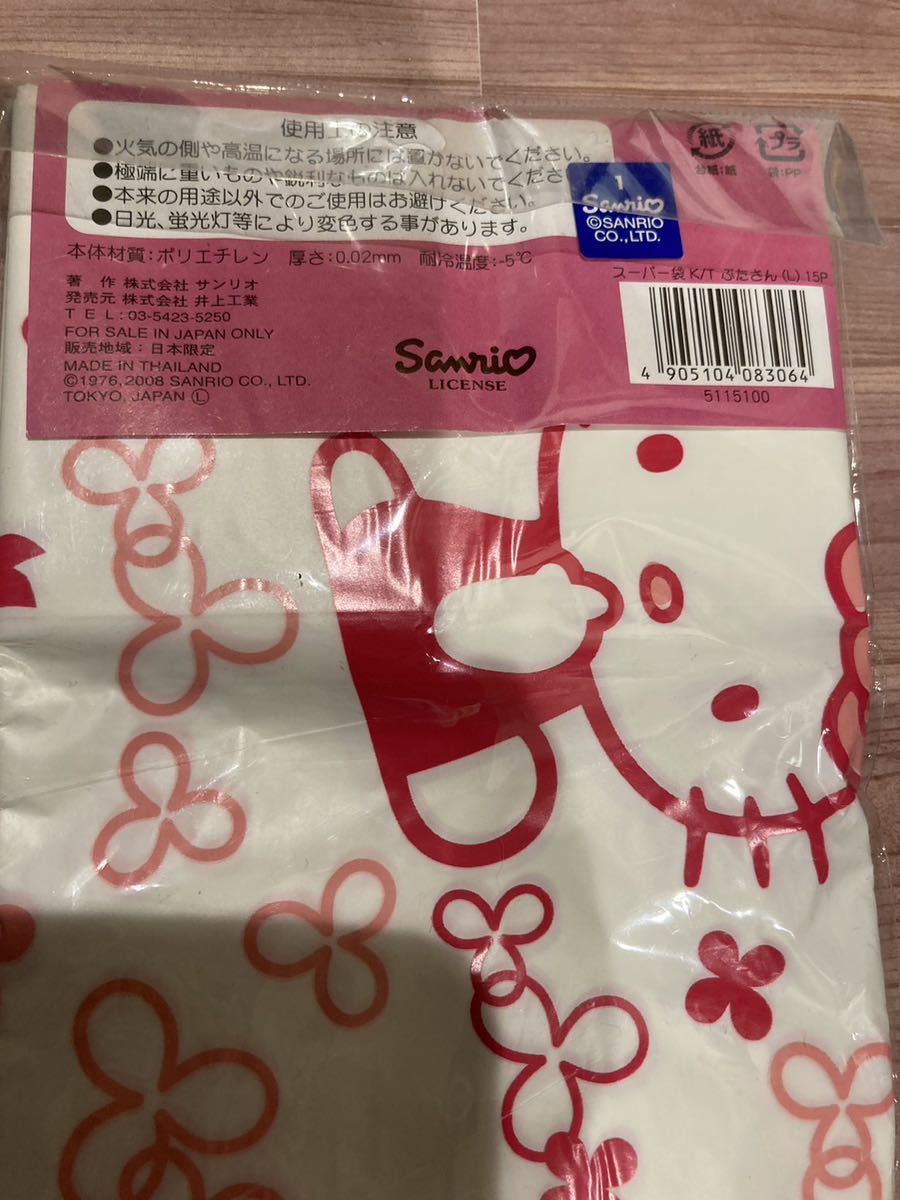 使用上の注意
●火気の側や高温になる場所には置かないでください。
●極端に重いものや鋭利なものは入れないでください
●本来の用途以外でのご使用はお避けください。
●日光、蛍光灯等により変色する事があります。
本体材質:ポリエチレン 厚さ:0.02mm 耐冷温度:-5℃
著 作 株式会社 サンリオ
発売元 株式会社 井上工業
TEL:03-5423-5250
FOR SALE IN JAPAN ONLY
販売地域:日本限定
MADE IN THAILAND
©1976,2008 SANRIO CO., LTD.
TOKYO, JAPAN Ⓛ
Sanrio
LICENSE
1
Sanrio
©SANRIO
CO.,LTD.
紙
台紙:紙
プラ
袋:PP
スーパー袋 K/T ぶたさん (L) 15P
4 905104 083064
5115100